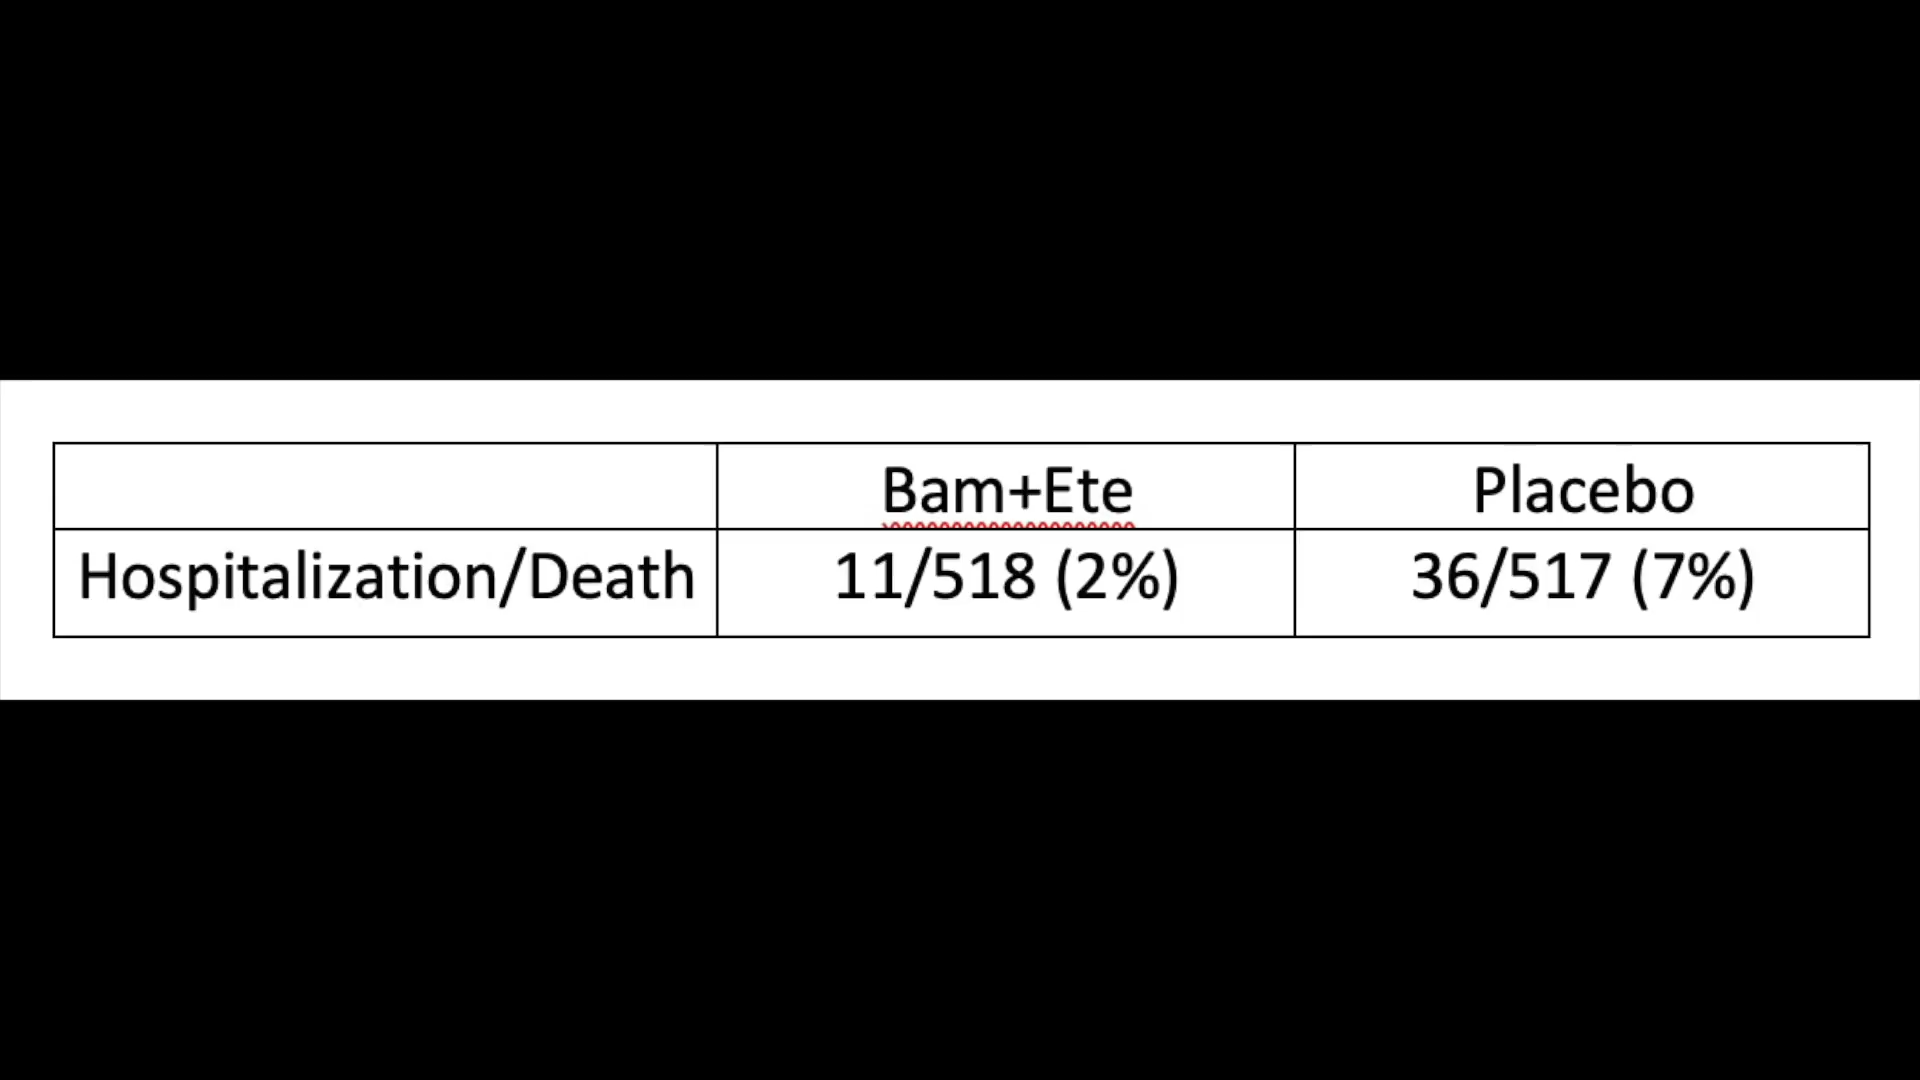 Bam+Ete Placebo
Hospitalization/Death 11/518 (2%) 36/517 (7%)